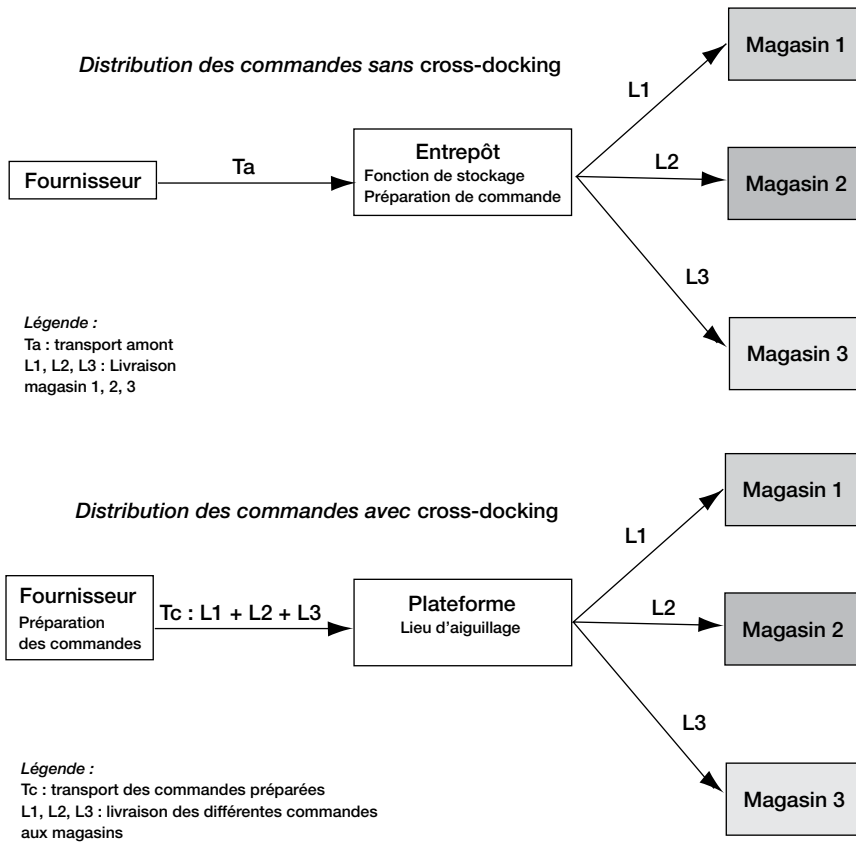 Distribution des commandes sans cross-docking
Fournisseur
Ta
Entrepôt
Fonction de stockage
Préparation de commande
L1
L2
L3
Magasin 1
Magasin 2
Magasin 3
Légende :
Ta : transport amont
L1, L2, L3 : Livraison
magasin 1, 2, 3
Distribution des commandes avec cross-docking
Fournisseur
Préparation
des commandes
Tc : L1 + L2 + L3
Plateforme
Lieu d'aiguillage
L1
L2
L3
Magasin 1
Magasin 2
Magasin 3
Légende :
Tc : transport des commandes préparées
L1, L2, L3 : livraison des différentes commandes
aux magasins